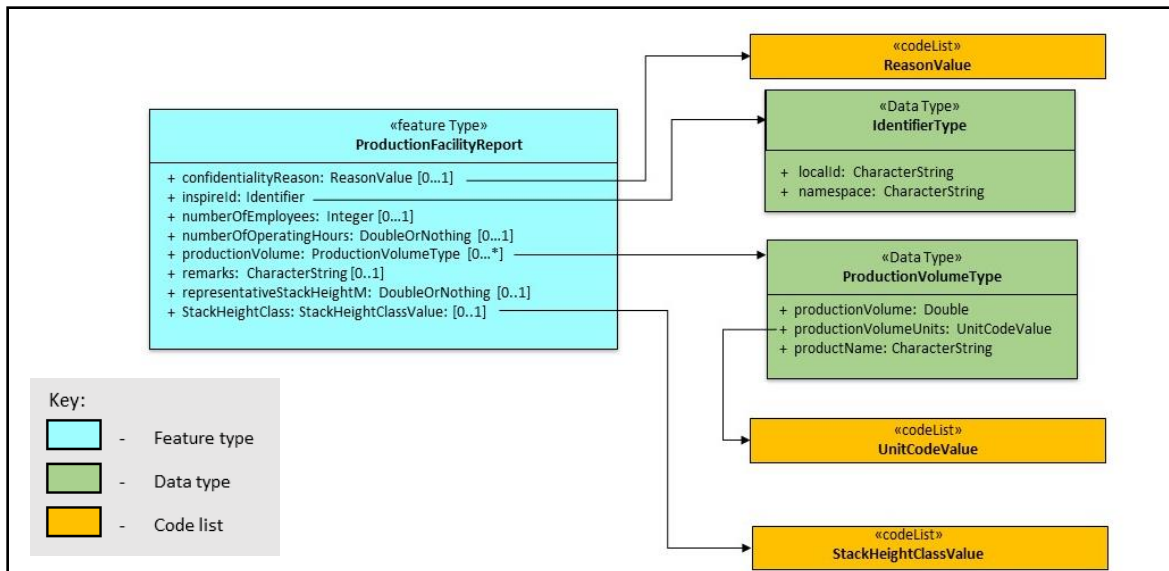 «feature Type»
ProductionFacilityReport
+ confidentialityReason: ReasonValue [0...1]
+ inspireId: Identifier
+ numberOfEmployees: Integer [0...1]
+ numberOfOperatingHours: DoubleOrNothing [0..1]
+ productionVolume: ProductionVolumeType [0...*]
+ remarks: CharacterString [0..1]
+ representativeStackHeightM: DoubleOrNothing [0..1]
+ StackHeightClass: StackHeightClassValue: [0..1]
«codeList»
ReasonValue
«Data Type»
IdentifierType
+ localId: CharacterString
+ namespace: CharacterString
«Data Type»
ProductionVolumeType
+ productionVolume: Double
+ productionVolumeUnits: UnitCodeValue
+ productName: CharacterString
«codeList»
UnitCodeValue
«codeList»
StackHeightClassValue
Key:
- Feature type
- Data type
- Code list